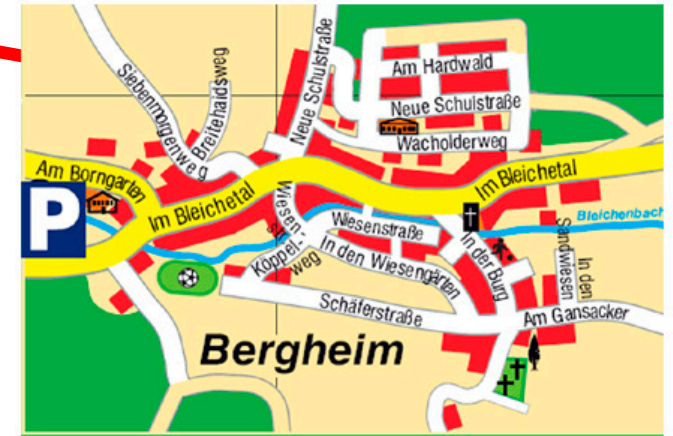 Siebenmorgenweg
Breitehaidsweg
Neue Schulstraße
Am Hardwald
Neue Schulstraße
Wacholderweg
Am Borngarten
P
Im Bleichetal
Im Bleichetal
Bleichenbach
Wiesen-
str.
Wiesenstraße
Köppel-
weg
In den Wiesengärten
In der Burg
In den
Sandwiesen
Schäferstraße
Am Gansacker
Bergheim